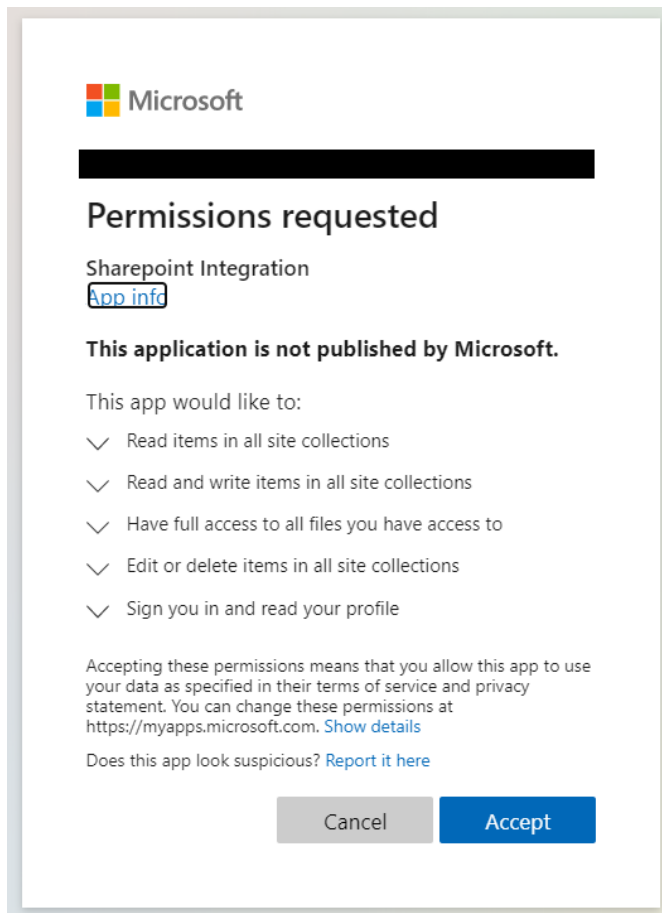 Microsoft
Permissions requested
Sharepoint Integration
App info
This application is not published by Microsoft.
This app would like to:
Read items in all site collections
Read and write items in all site collections
Have full access to all files you have access to
Edit or delete items in all site collections
Sign you in and read your profile
Accepting these permissions means that you allow this app to use
your data as specified in their terms of service and privacy
statement. You can change these permissions at
https://myapps.microsoft.com. Show details
Does this app look suspicious? Report it here
Cancel Accept